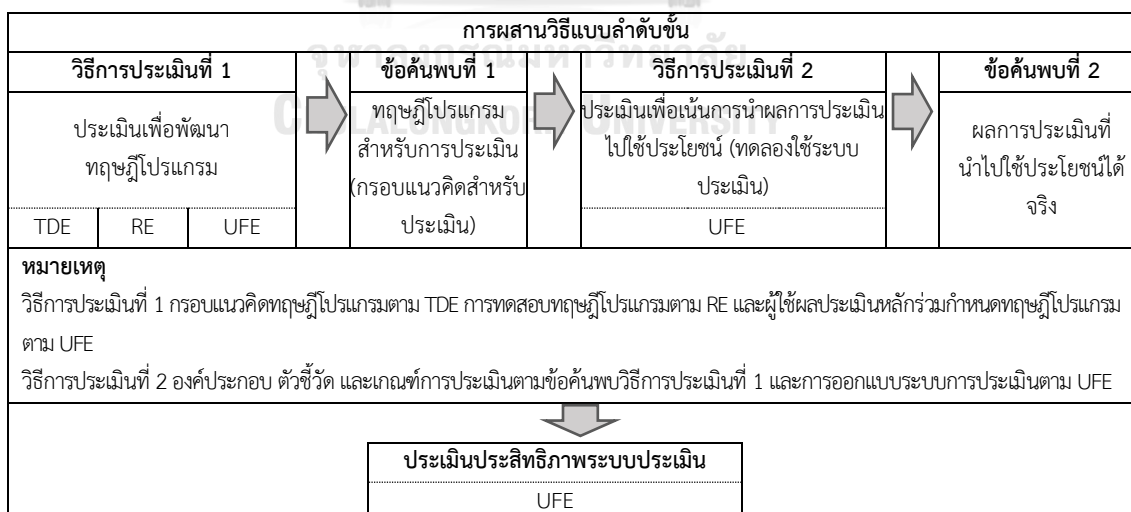 การผสานวิธีแบบลำดับขั้น
จุฬาลงกรณ์มหาวิทยาลัย
CHULALONGKORN UNIVERSITY
วิธีการประเมินที่ 1
ข้อค้นพบที่ 1
วิธีการประเมินที่ 2
ข้อค้นพบที่ 2
ประเมินเพื่อพัฒนา
ทฤษฎีโปรแกรม
TDE RE UFE
ทฤษฎีโปรแกรม
สำหรับการประเมิน
(กรอบแนวคิดสำหรับ
ประเมิน)
ประเมินเพื่อเน้นการนำผลการประเมิน
ไปใช้ประโยชน์ (ทดลองใช้ระบบ
ประเมิน)
UFE
ผลการประเมินที่
นำไปใช้ประโยชน์ได้
จริง
หมายเหตุ
วิธีการประเมินที่ 1 กรอบแนวคิดทฤษฎีโปรแกรมตาม TDE การทดสอบทฤษฎีโปรแกรมตาม RE และผู้ใช้ผลประเมินหลักร่วมกำหนดทฤษฎีโปรแกรม
ตาม UFE
วิธีการประเมินที่ 2 องค์ประกอบ ตัวชี้วัด และเกณฑ์การประเมินตามข้อค้นพบวิธีการประเมินที่ 1 และการออกแบบระบบการประเมินตาม UFE
ประเมินประสิทธิภาพระบบประเมิน
UFE